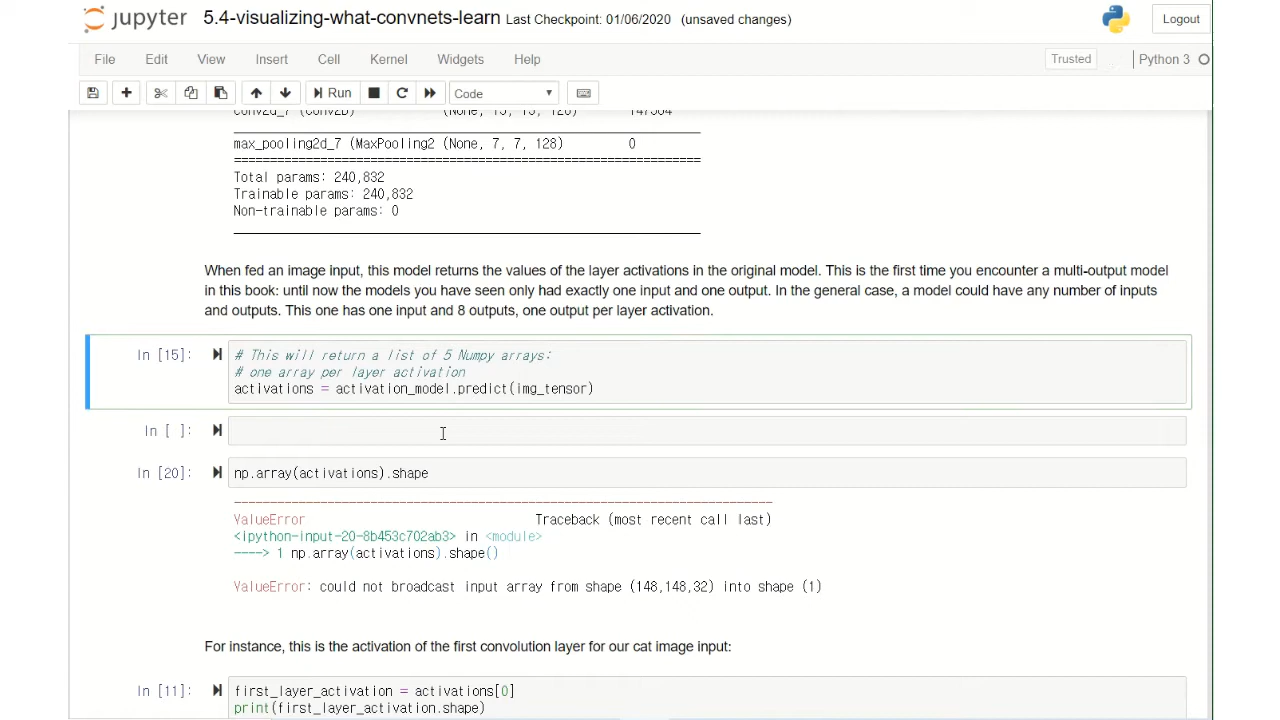 jupyter 5.4-visualizing-what-convnets-learn Last Checkpoint: 01/06/2020 (unsaved changes) Logout
File Edit View Insert Cell Kernel Widgets Help Trusted Python 3
Run Code
conv2d_7 (Conv2D) (None, 15, 15, 128) 147584
max_pooling2d_7 (MaxPooling2 (None, 7, 7, 128) 0
=================================================================
Total params: 240,832
Trainable params: 240,832
Non-trainable params: 0
When fed an image input, this model returns the values of the layer activations in the original model. This is the first time you encounter a multi-output model
in this book: until now the models you have seen only had exactly one input and one output. In the general case, a model could have any number of inputs
and outputs. This one has one input and 8 outputs, one output per layer activation.
In [15]: # This will return a list of 5 Numpy arrays:
# one array per layer activation
activations = activation_model.predict(img_tensor)
In [ ]:
In [20]: np.array(activations).shape
---------------------------------------------------------------------------
ValueError Traceback (most recent call last)
<ipython-input-20-8b453c702ab3> in <module>
----> 1 np.array(activations).shape()
ValueError: could not broadcast input array from shape (148,148,32) into shape (1)
For instance, this is the activation of the first convolution layer for our cat image input:
In [11]: first_layer_activation = activations[0]
print(first_layer_activation.shape)